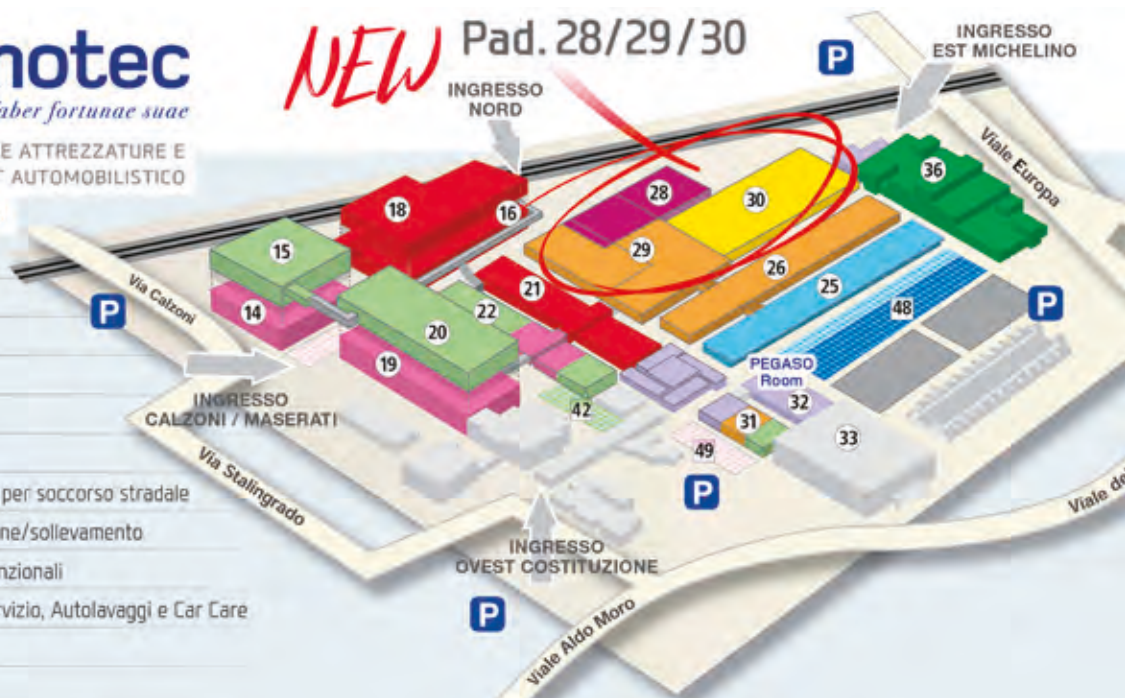 notec
faber fortunae suae
E ATTREZZATURE E
T AUTOMOBILISTICO
NEW
Pad. 28/29/30
INGRESSO
NORD
P
INGRESSO
EST MICHELINO
Viale Europa
36
28
30
18
16
29
15
26
21
25
Via Calzoni
P
14
22
48
P
20
19
PEGASO
Room
INGRESSO
CALZONI / MASERATI
32
42
31
33
49
Via Stalingrado
P
per soccorso stradale
ne/sollevamento
nzionali
rvizio, Autolavaggi e Car Care
INGRESSO
OVEST COSTITUZIONE
P
Viale Aldo Moro
Viale de